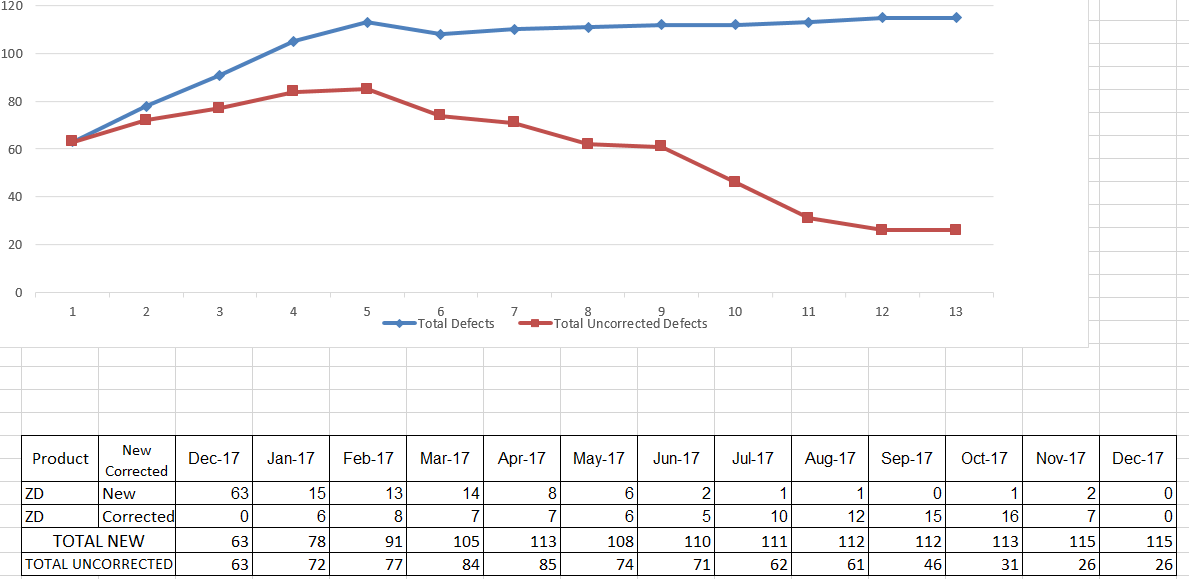 120
100
80
60
40
20
0
1 2 3 4 5 6 7 8 9 10 11 12 13
Total Defects Total Uncorrected Defects
Product New Corrected Dec-17 Jan-17 Feb-17 Mar-17 Apr-17 May-17 Jun-17 Jul-17 Aug-17 Sep-17 Oct-17 Nov-17 Dec-17
ZD New 63 15 13 14 8 6 2 1 1 0 1 2 0
ZD Corrected 0 6 8 7 7 6 5 10 12 15 16 7 0
TOTAL NEW 63 78 91 105 113 108 110 111 112 112 113 115 115
TOTAL UNCORRECTED 63 72 77 84 85 74 71 62 61 46 31 26 26